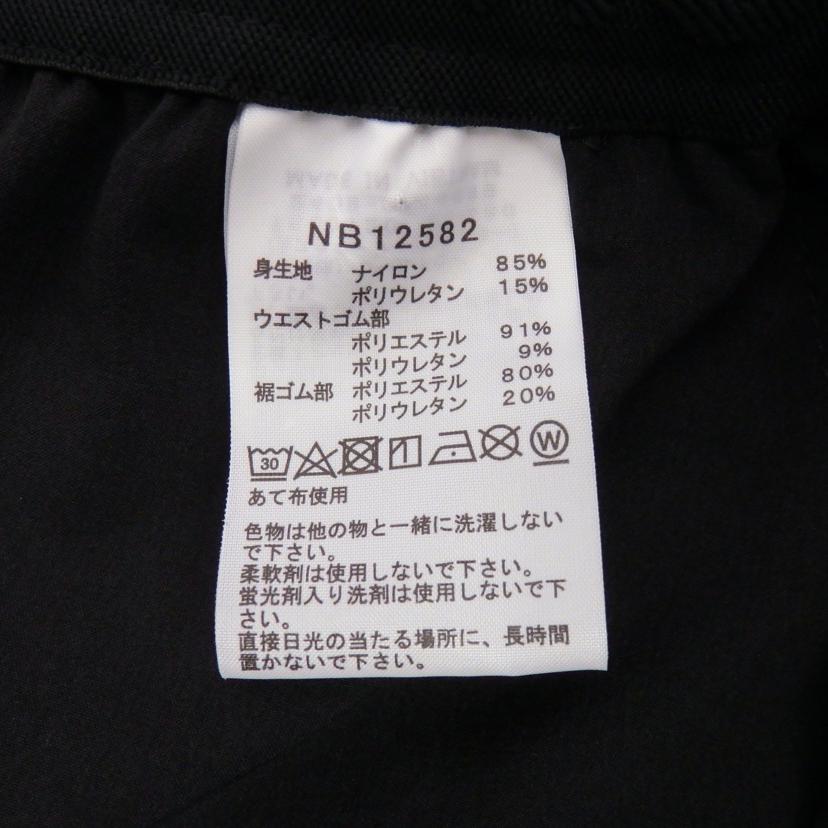 NB12582
身生地 ナイロン 85%
ポリウレタン 15%
ウエストゴム部
ポリエステル 91%
ポリウレタン 9%
裾ゴム部 ポリエステル 80%
ポリウレタン 20%
30 W
あて布使用
色物は他の物と一緒に洗濯しない
で下さい。
柔軟剤は使用しないで下さい。
蛍光剤入り洗剤は使用しないで下
さい。
直接日光の当たる場所に、長時間
置かないで下さい。